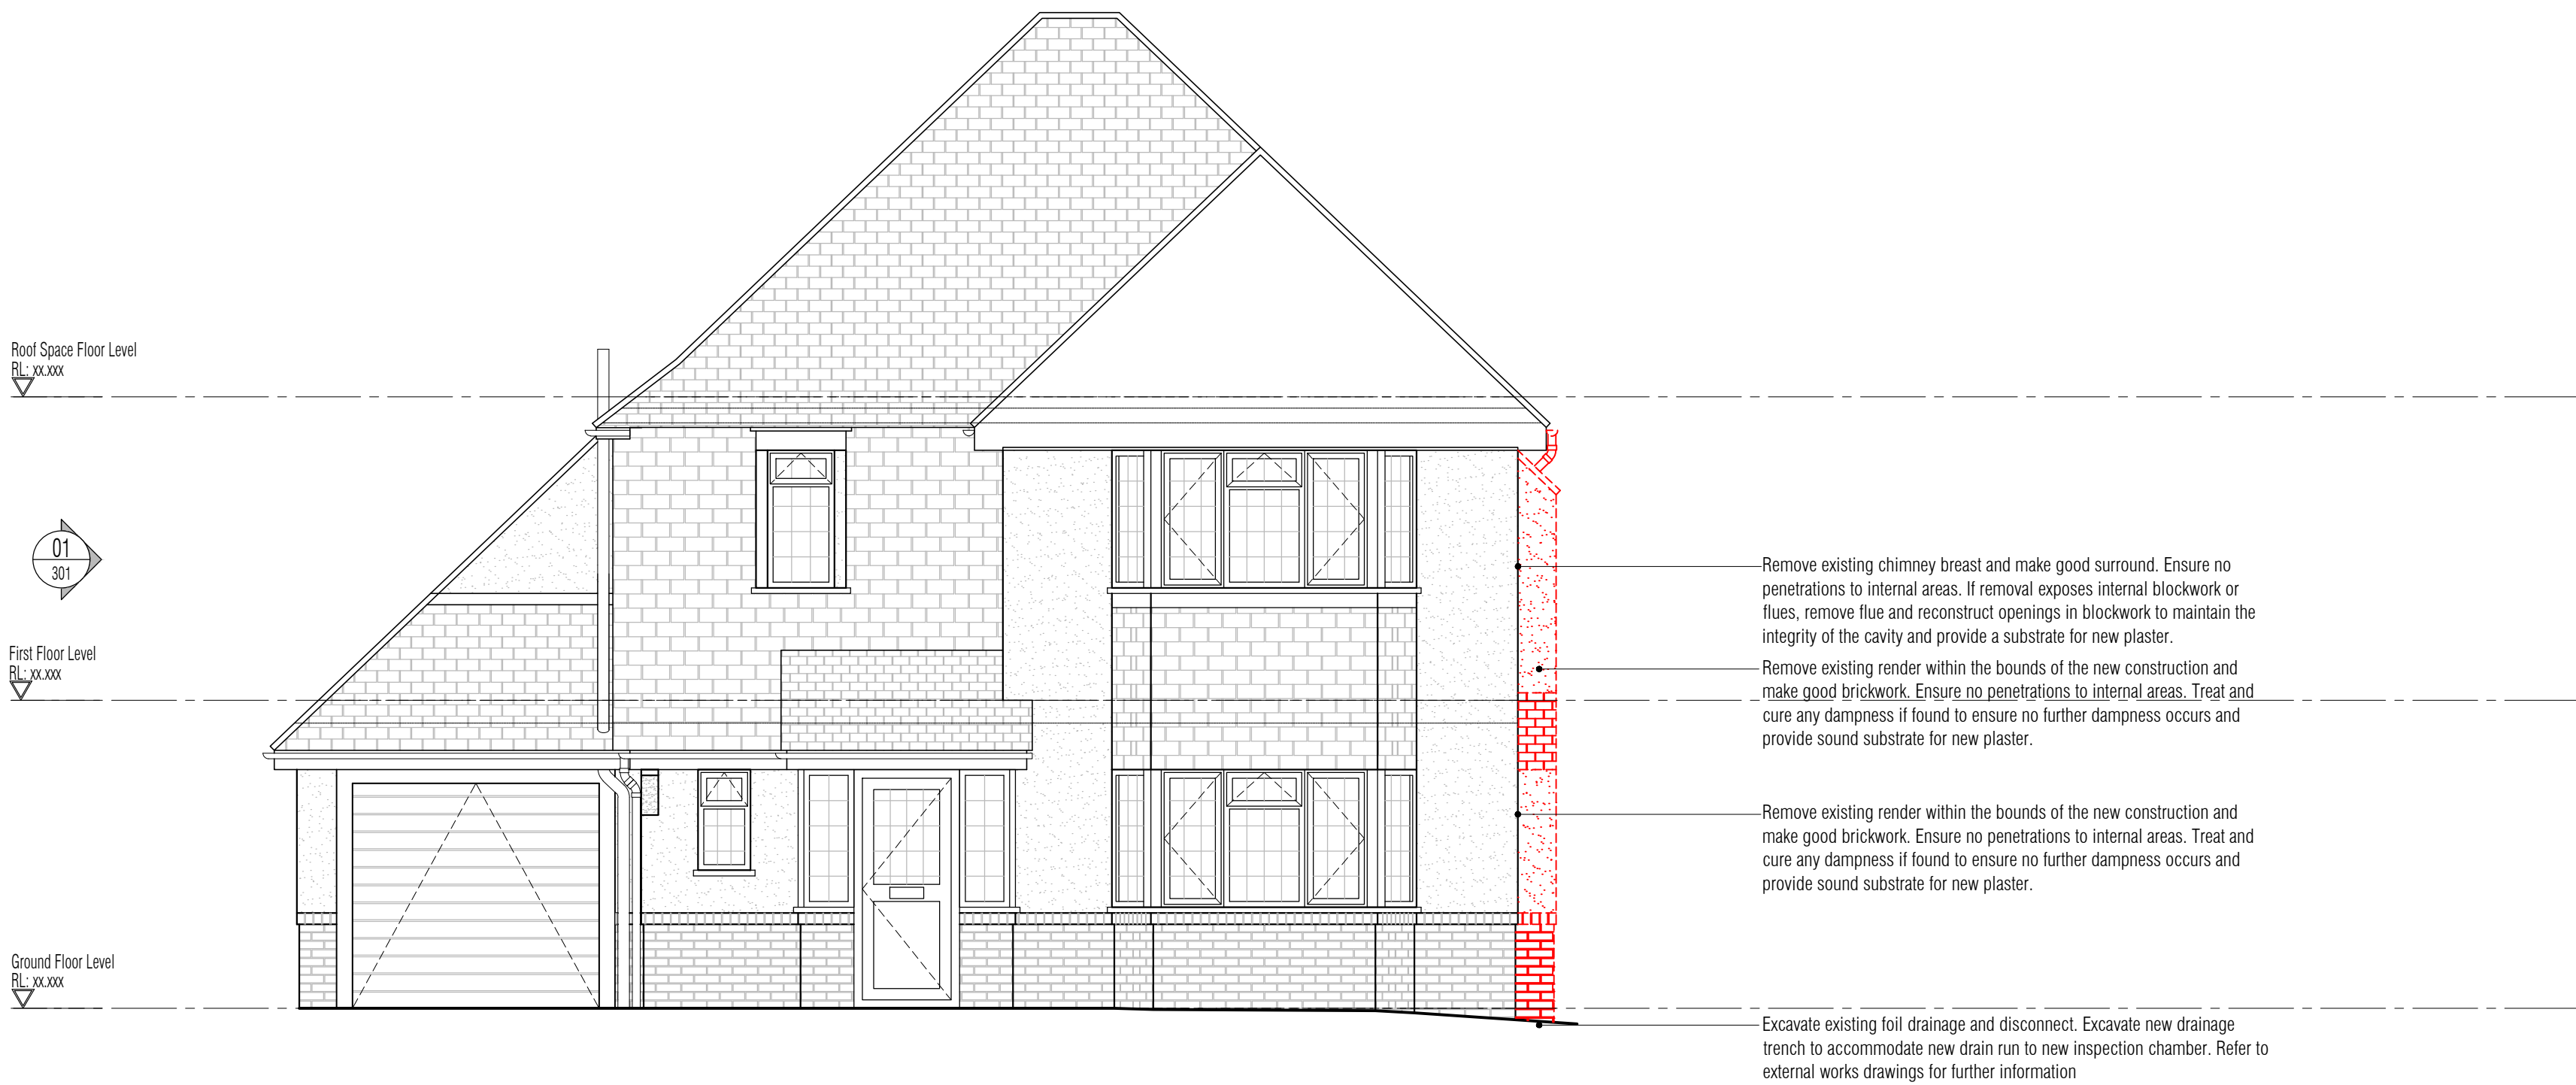 Roof Space Floor Level
RL: xx.xxx
01
301
Remove existing chimney breast and make good surround. Ensure no
penetrations to internal areas. If removal exposes internal blockwork or
flues, remove flue and reconstruct openings in blockwork to maintain the
integrity of the cavity and provide a substrate for new plaster.
First Floor Level
RL: xx.xxx
Remove existing render within the bounds of the new construction and
make good brickwork. Ensure no penetrations to internal areas. Treat and
cure any dampness if found to ensure no further dampness occurs and
provide sound substrate for new plaster.
Remove existing render within the bounds of the new construction and
make good brickwork. Ensure no penetrations to internal areas. Treat and
cure any dampness if found to ensure no further dampness occurs and
provide sound substrate for new plaster.
Ground Floor Level
RL: xx.xxx
Excavate existing foil drainage and disconnect. Excavate new drainage
trench to accommodate new drain run to new inspection chamber. Refer to
external works drawings for further information